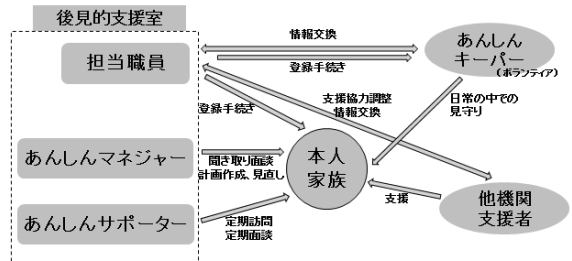 後見的支援室
担当職員
情報交換
登録手続き
あんしん
キーパー
(ボランティア)
登録手続き
支援協力調整
情報交換
日常の中での
見守り
あんしんマネジャー
聞き取り面談
計画作成、見直し
本人
家族
他機関
支援者
支援
あんしんサポーター
定期訪問
定期面談